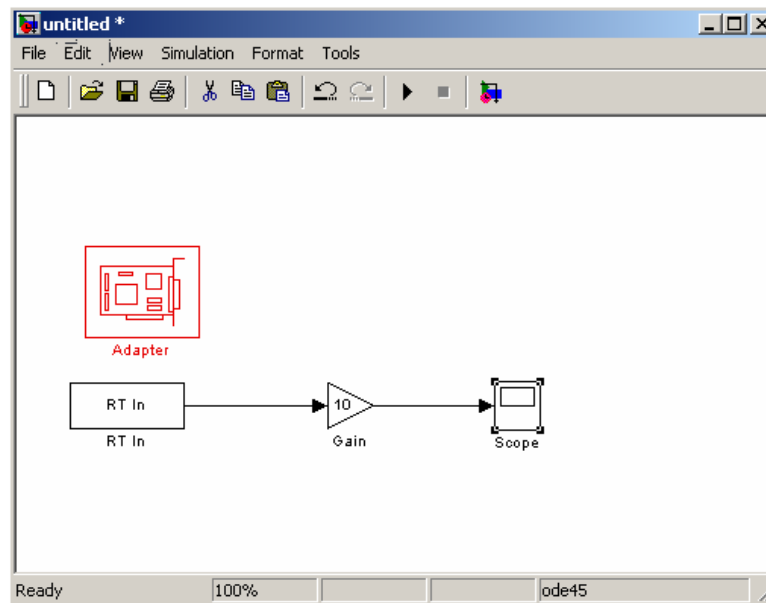 untitled *
File Edit View Simulation Format Tools
Adapter
RT In
10
RT In
Gain
Scope
Ready
100%
ode45